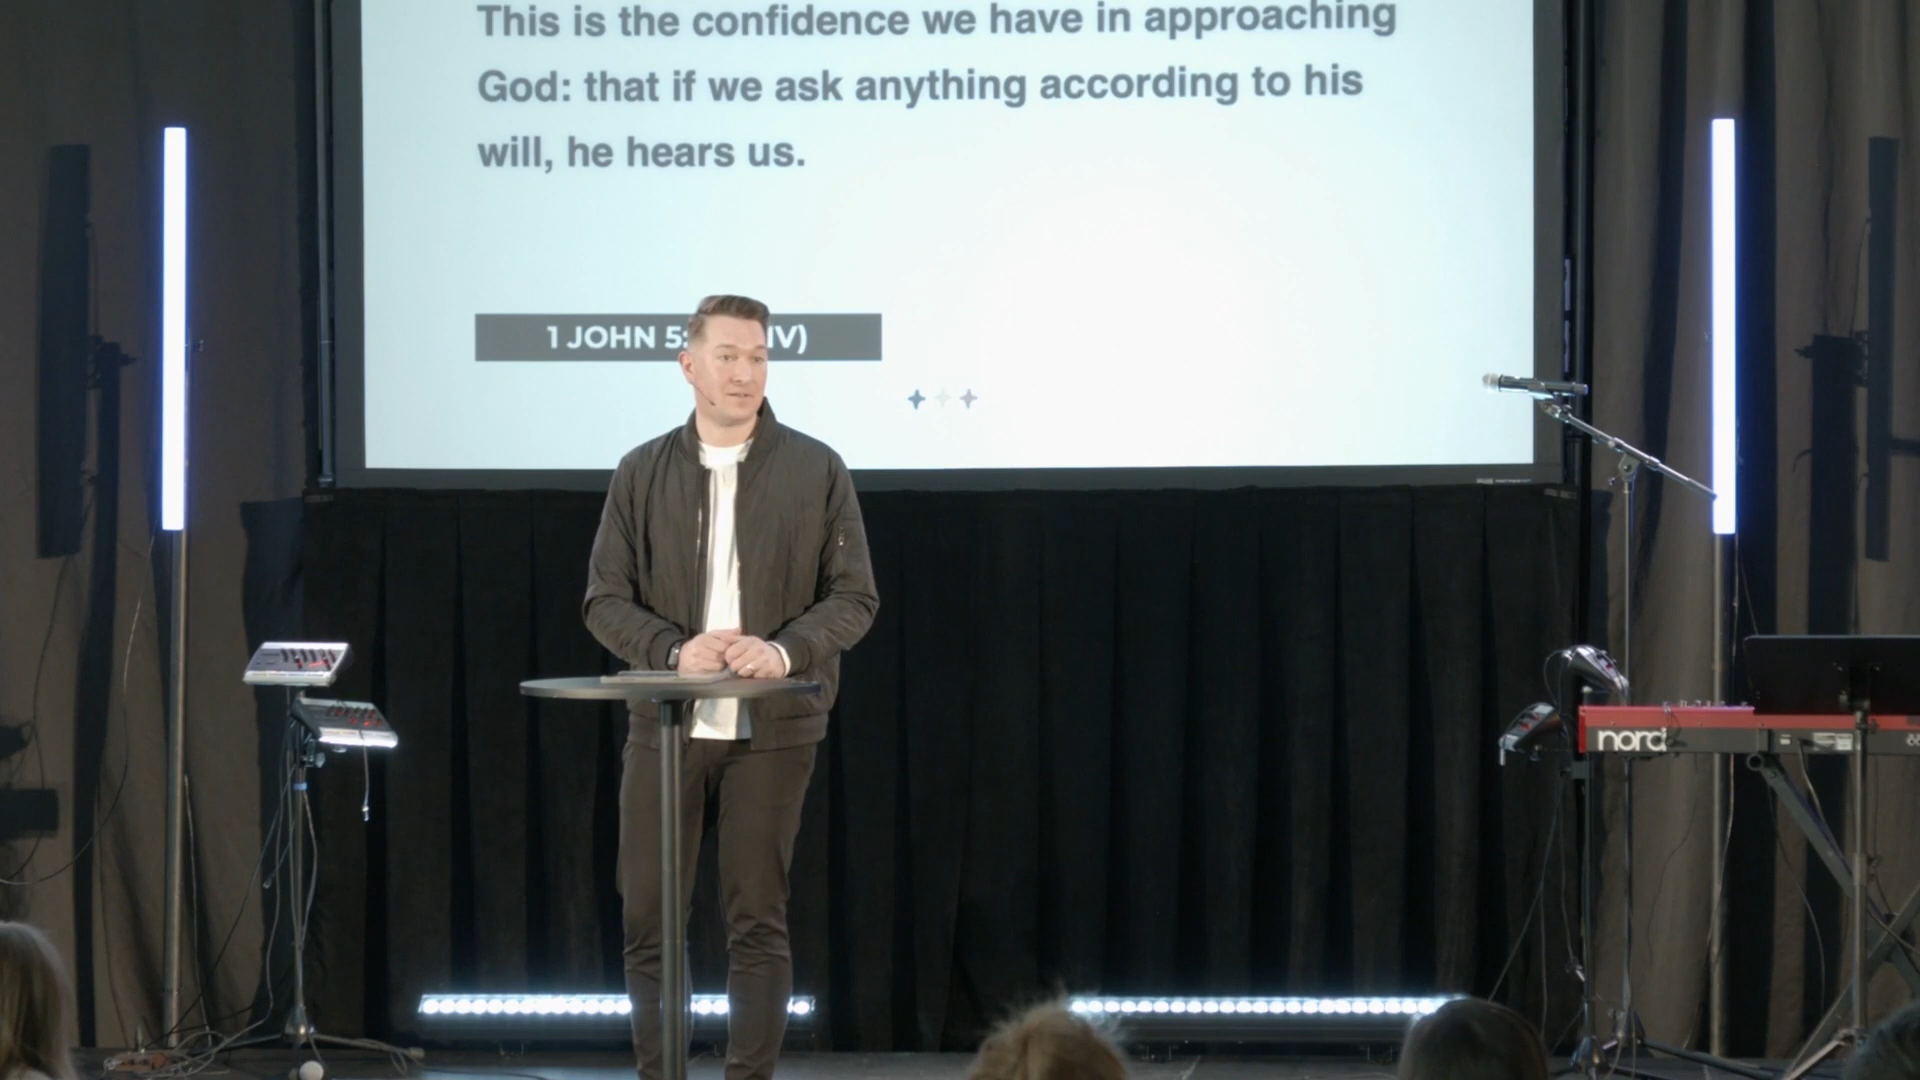 This is the confidence we have in approaching
God: that if we ask anything according to his
will, he hears us.
1 JOHN 5: IV)
nord